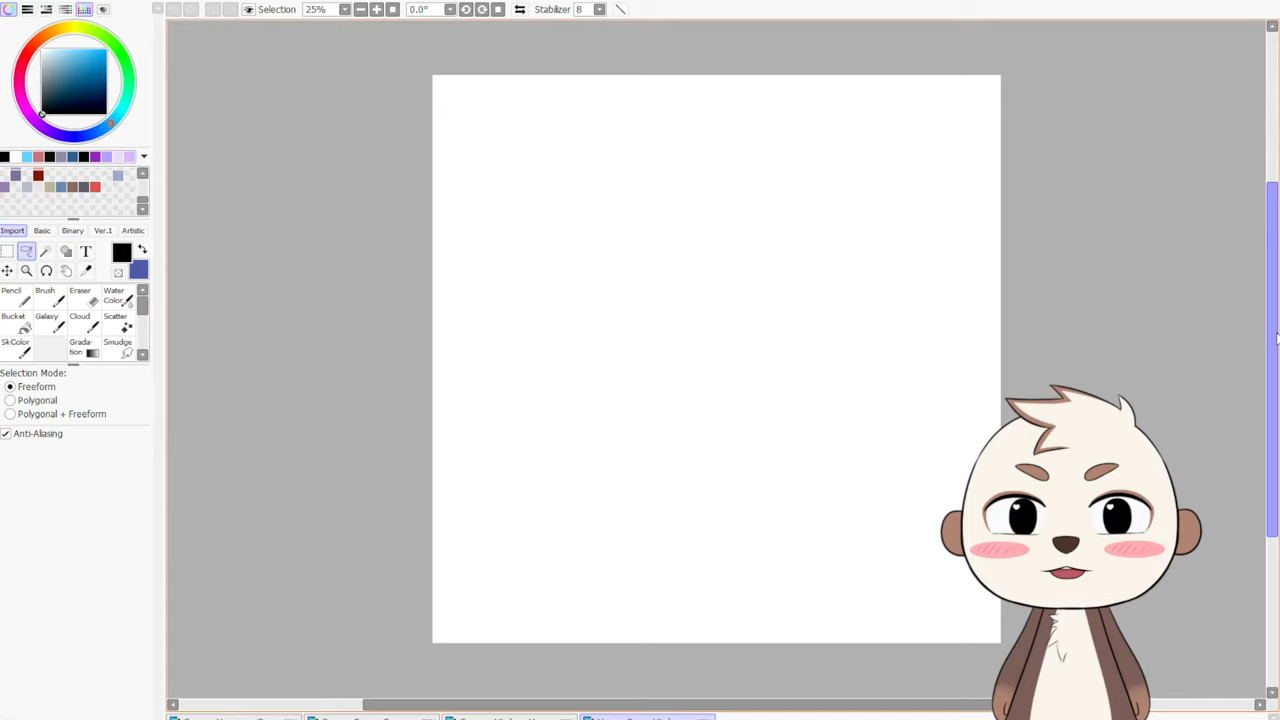 Selection 25% 0.0° Stabilizer 8
Import Basic Binary Ver.1 Artistic
T
Pencil Brush Eraser Water Color
Bucket Galaxy Cloud Scatter
SkColor Grada-tion Smudge
Selection Mode:
Freeform
Polygonal
Polygonal + Freeform
Anti-Aliasing